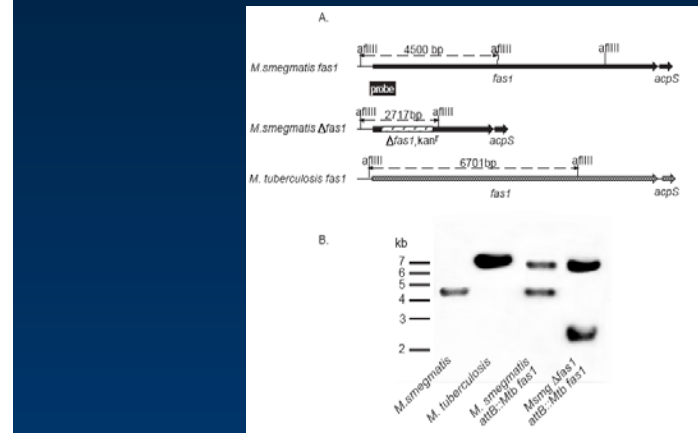 A.
aflIII 4500 bp aflIII aflIII
M.smegmatis fas1
fas1 acpS
probe
aflIII 2717bp aflIII
M.smegmatis Δfas1
Δfas1,kanʳ acpS
aflIII 6701bp aflIII
M. tuberculosis fas1
fas1 acpS
B.
kb
7
6
5
4
3
2
M.smegmatis
M. tuberculosis
M. smegmatis
attB::Mtb fas1
Msmg Δfas1
attB::Mtb fas1